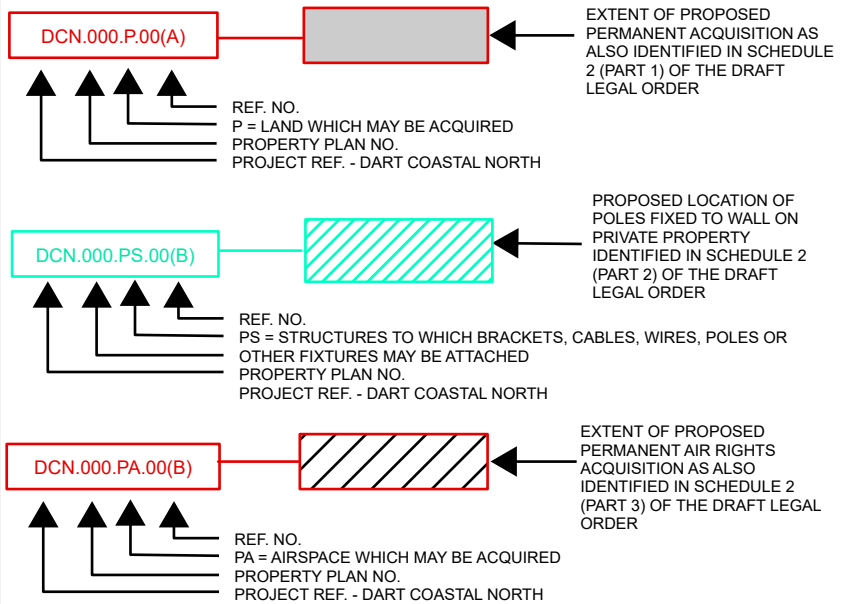 DCN.000.P.00(A)
EXTENT OF PROPOSED
PERMANENT ACQUISITION AS
ALSO IDENTIFIED IN SCHEDULE
2 (PART 1) OF THE DRAFT
LEGAL ORDER
REF. NO.
P = LAND WHICH MAY BE ACQUIRED
PROPERTY PLAN NO.
PROJECT REF. - DART COASTAL NORTH
DCN.000.PS.00(B)
PROPOSED LOCATION OF
POLES FIXED TO WALL ON
PRIVATE PROPERTY
IDENTIFIED IN SCHEDULE 2
(PART 2) OF THE DRAFT
LEGAL ORDER
REF. NO.
PS = STRUCTURES TO WHICH BRACKETS, CABLES, WIRES, POLES OR
OTHER FIXTURES MAY BE ATTACHED
PROPERTY PLAN NO.
PROJECT REF. - DART COASTAL NORTH
DCN.000.PA.00(B)
EXTENT OF PROPOSED
PERMANENT AIR RIGHTS
ACQUISITION AS ALSO
IDENTIFIED IN SCHEDULE 2
(PART 3) OF THE DRAFT LEGAL
ORDER
REF. NO.
PA = AIRSPACE WHICH MAY BE ACQUIRED
PROPERTY PLAN NO.
PROJECT REF. - DART COASTAL NORTH